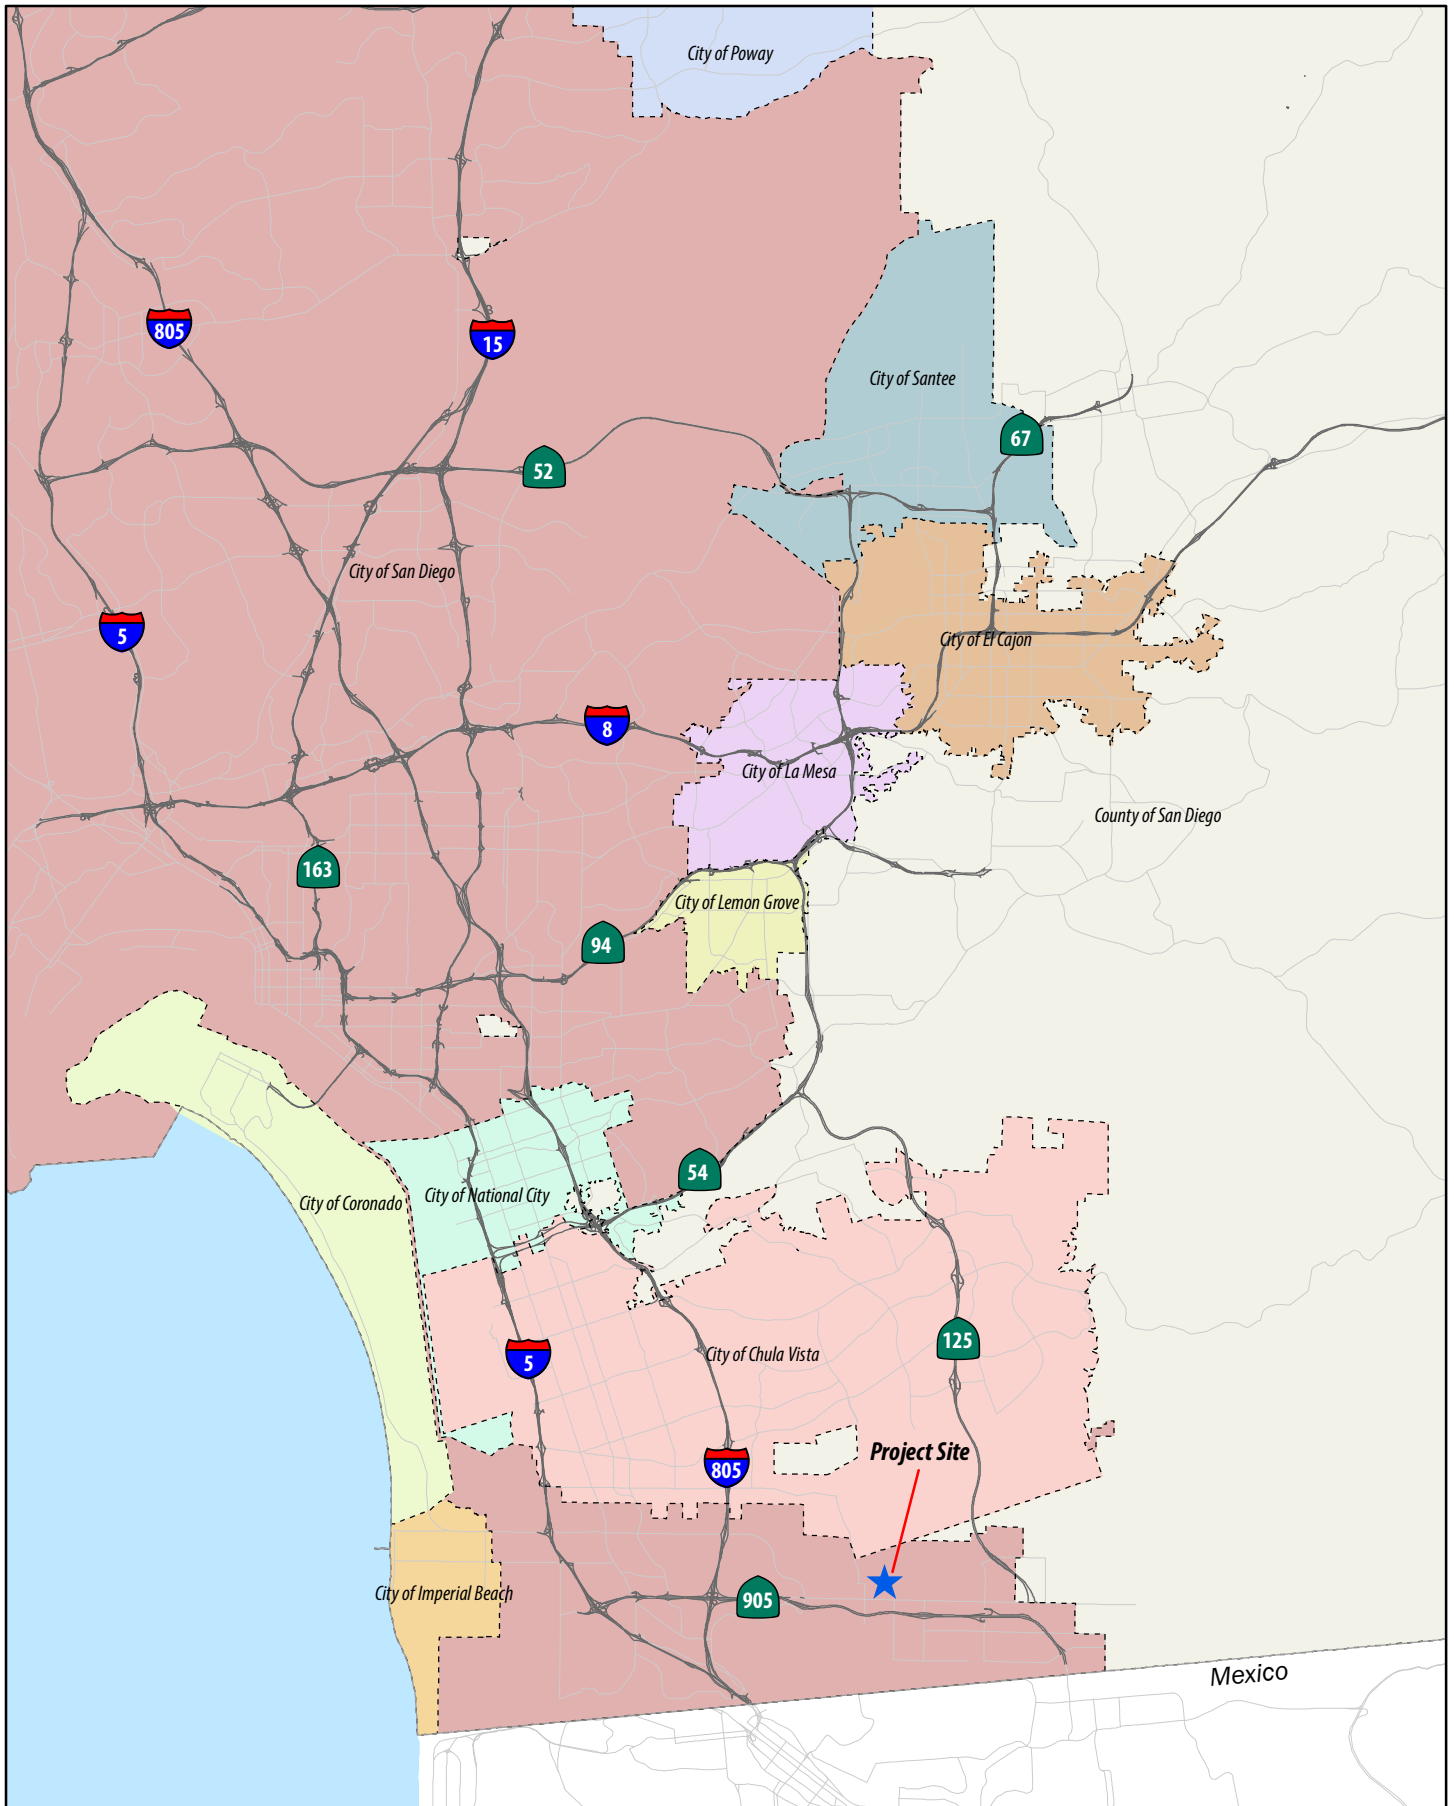 City of Poway
805
15
City of Santee
67
52
City of San Diego
5
City of El Cajon
8
City of La Mesa
County of San Diego
163
City of Lemon Grove
94
54
City of National City
City of Coronado
125
5
City of Chula Vista
Project Site
805
City of Imperial Beach
905
Mexico